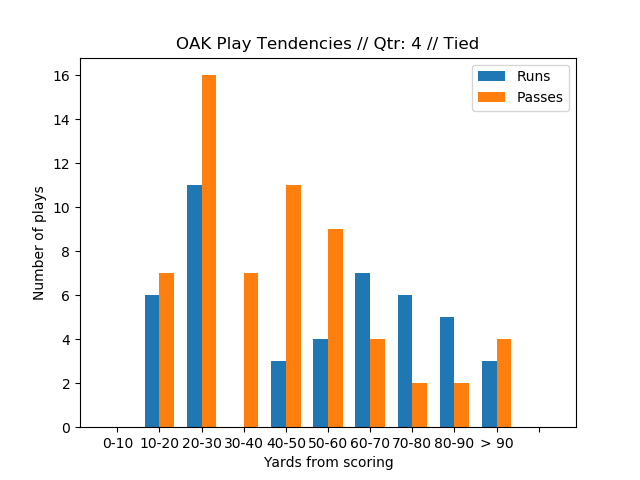 OAK Play Tendencies // Qtr: 4 // Tied
Runs
Passes
Number of plays
16
14
12
10
8
6
4
2
0
0-10 10-20 20-30 30-40 40-50 50-60 60-70 70-80 80-90 > 90
Yards from scoring